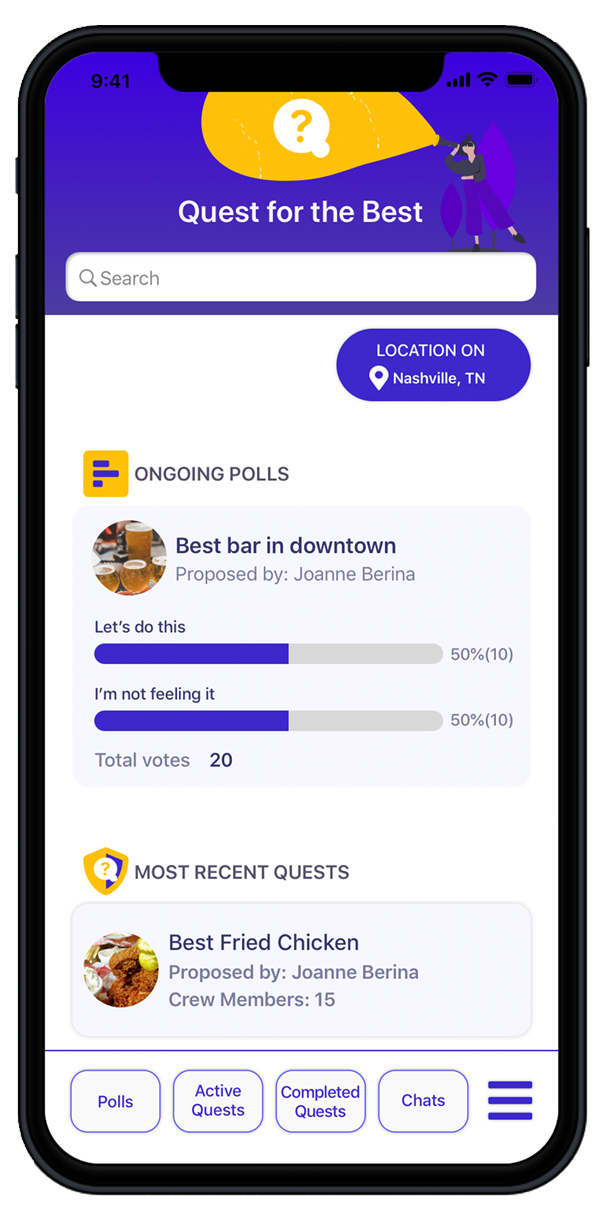 9:41
?
Quest for the Best
Search
LOCATION ON
Nashville, TN
ONGOING POLLS
Best bar in downtown
Proposed by: Joanne Berina
Let's do this
50%(10)
I'm not feeling it
50%(10)
Total votes 20
?
MOST RECENT QUESTS
Best Fried Chicken
Proposed by: Joanne Berina
Crew Members: 15
Polls
Active
Quests
Completed
Quests
Chats